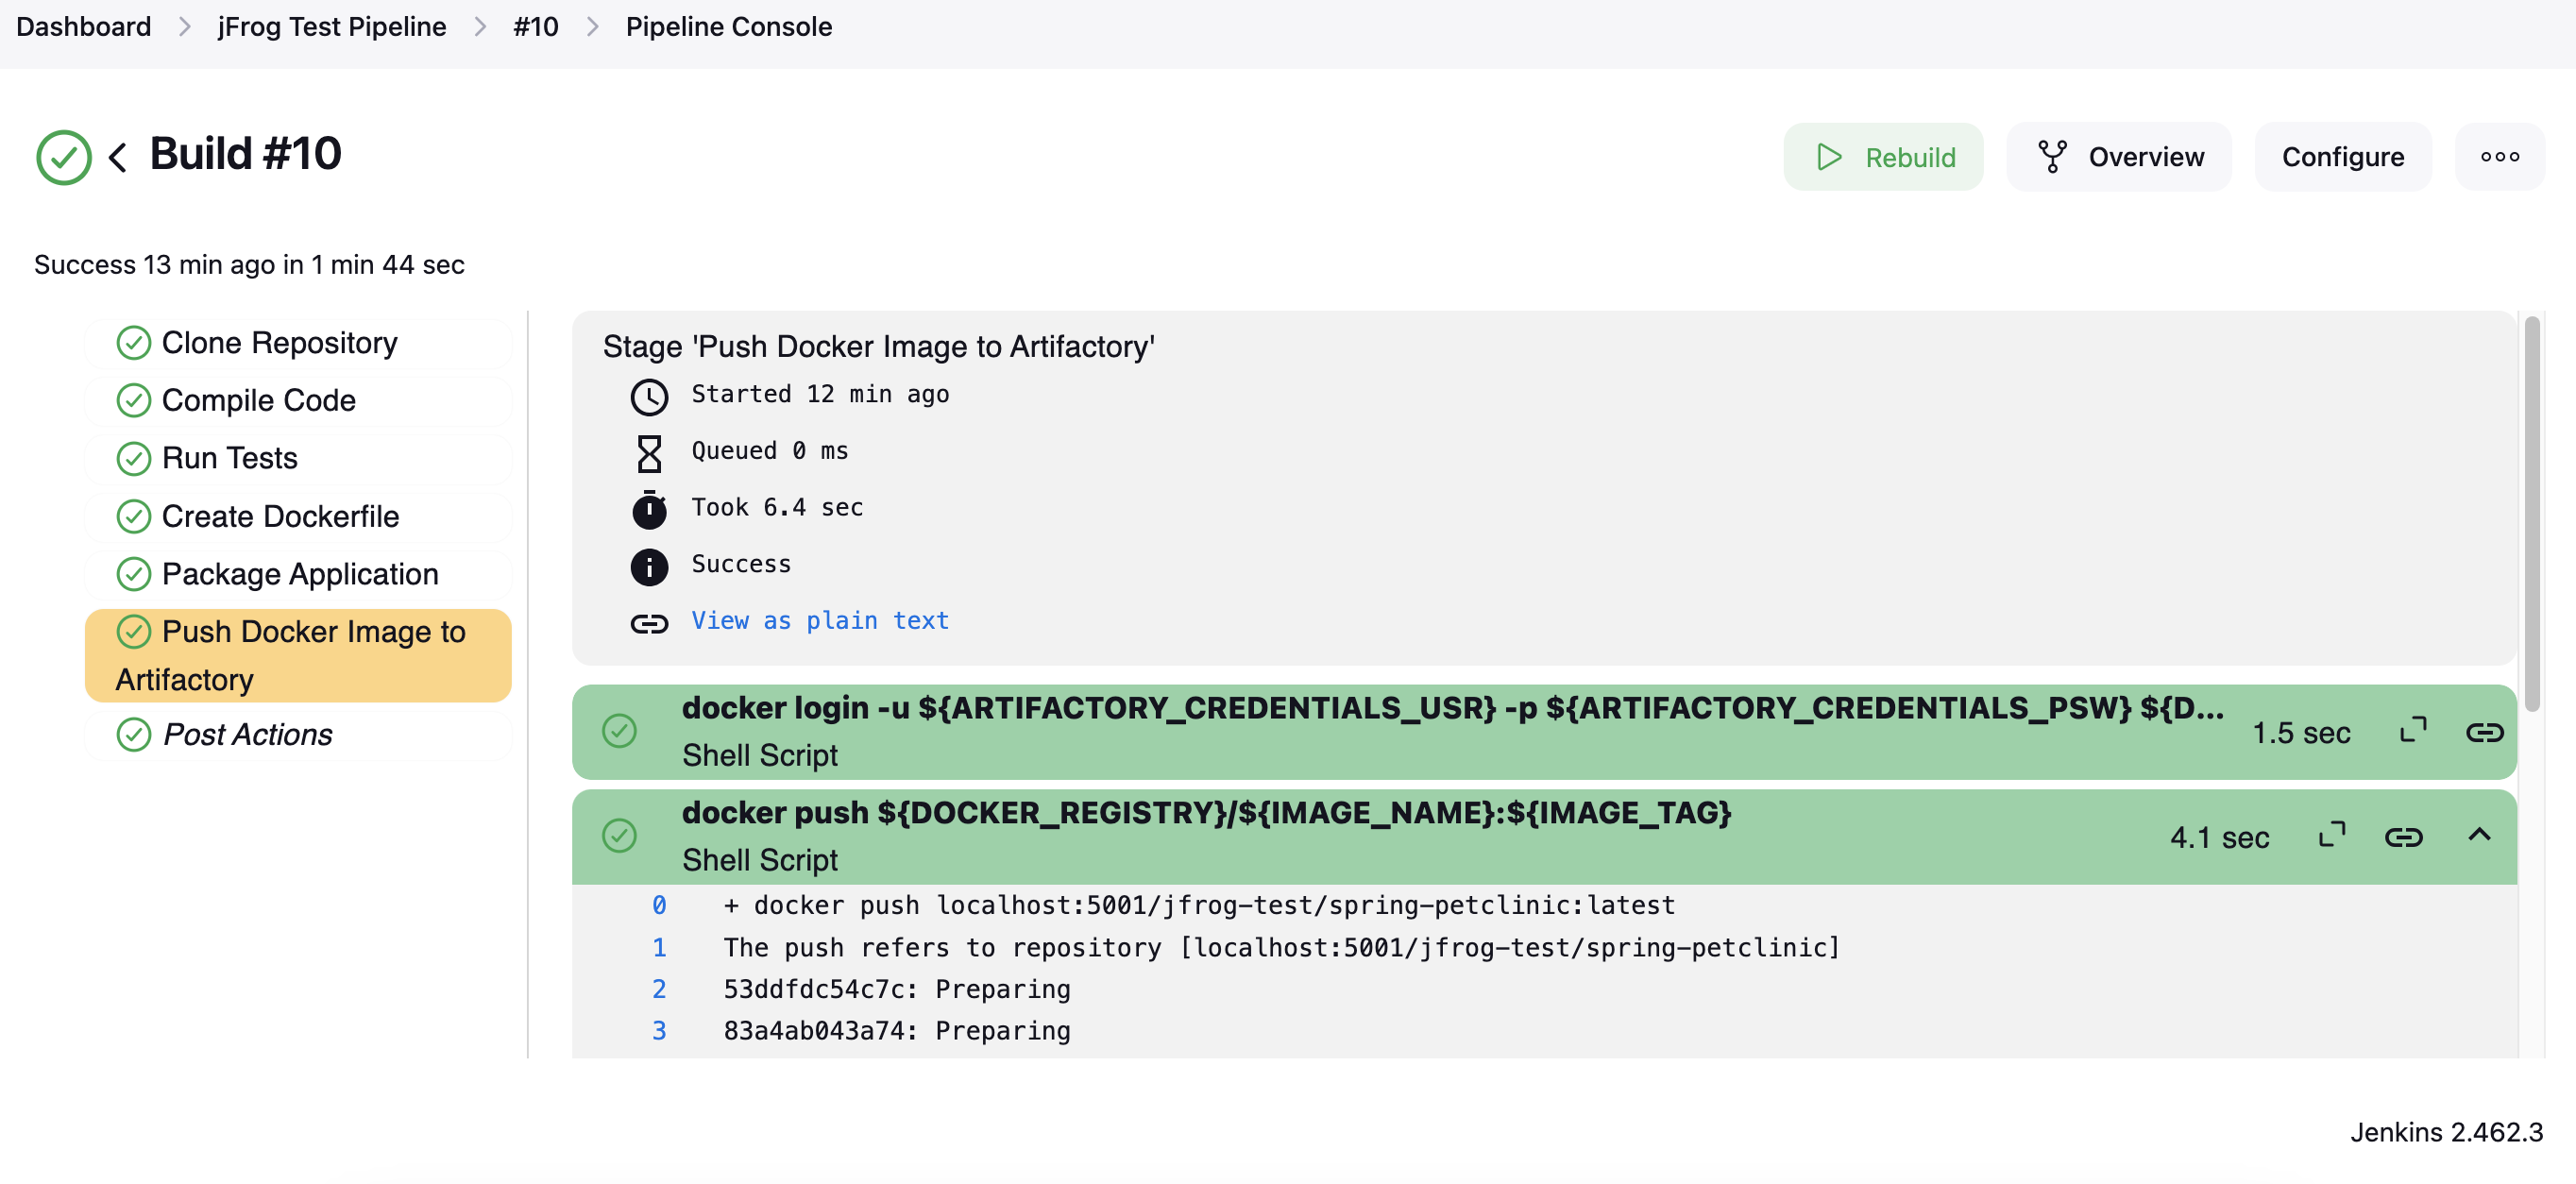 Dashboard > jFrog Test Pipeline > #10 > Pipeline Console
Build #10
Rebuild
Overview
Configure
Success 13 min ago in 1 min 44 sec
Clone Repository
Compile Code
Run Tests
Create Dockerfile
Package Application
Push Docker Image to
Artifactory
Post Actions
Stage 'Push Docker Image to Artifactory'
Started 12 min ago
Queued 0 ms
Took 6.4 sec
Success
View as plain text
docker login -u ${ARTIFACTORY_CREDENTIALS_USR} -p ${ARTIFACTORY_CREDENTIALS_PSW} ${D...
Shell Script
1.5 sec
docker push ${DOCKER_REGISTRY}/${IMAGE_NAME}:${IMAGE_TAG}
Shell Script
4.1 sec
0 + docker push localhost:5001/jfrog-test/spring-petclinic:latest
1 The push refers to repository [localhost:5001/jfrog-test/spring-petclinic]
2 53ddfdc54c7c: Preparing
3 83a4ab043a74: Preparing
Jenkins 2.462.3